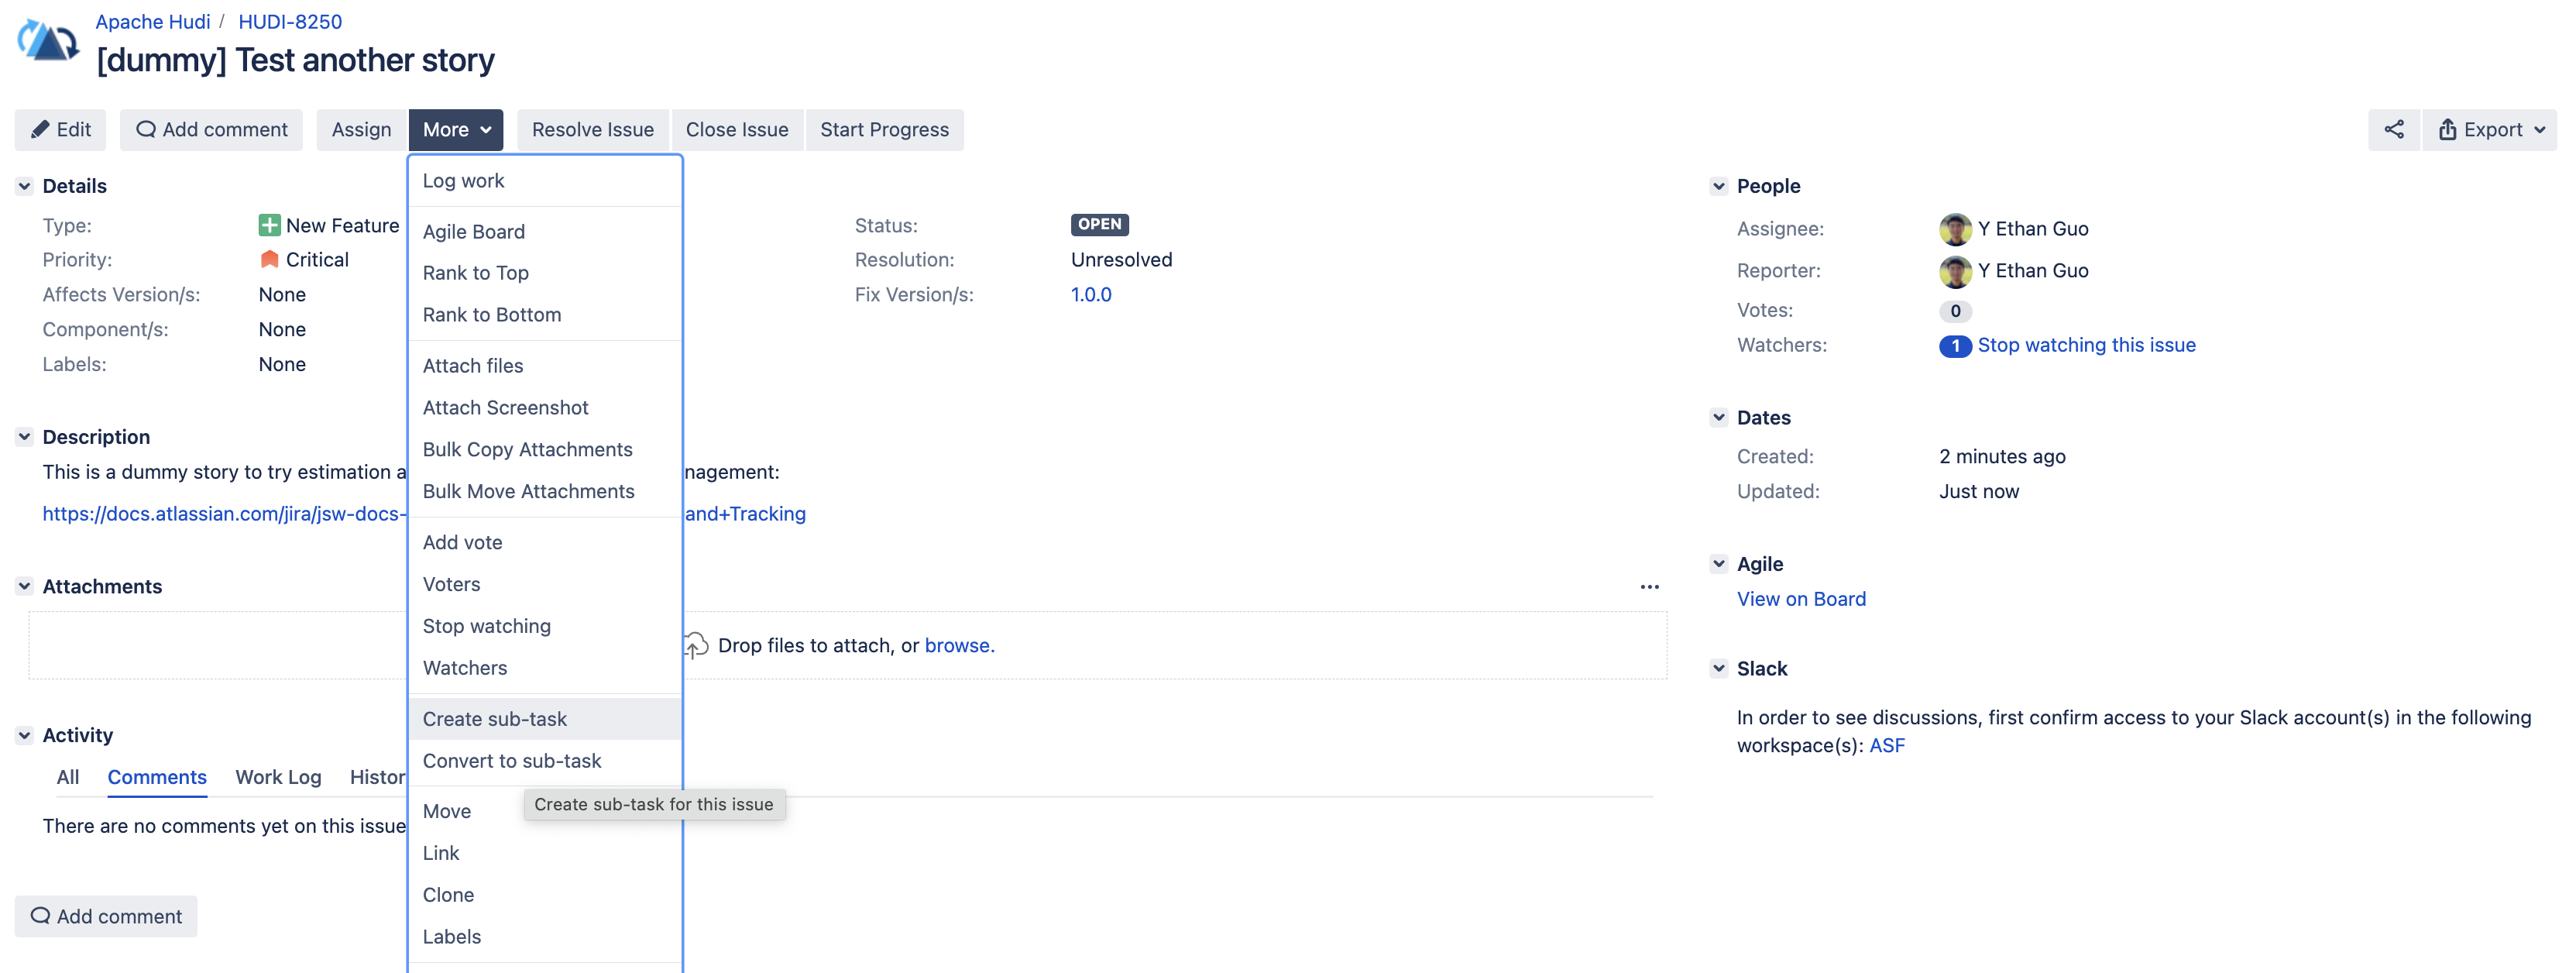 Apache Hudi / HUDI-8250
[dummy] Test another story
Edit Add comment Assign More Resolve Issue Close Issue Start Progress Export
Details
Type: New Feature
Priority: Critical
Affects Version/s: None
Component/s: None
Labels: None
Status: OPEN
Resolution: Unresolved
Fix Version/s: 1.0.0
Description
This is a dummy story to try estimation a
nagement:
https://docs.atlassian.com/jira/jsw-docs-
and+Tracking
Attachments
Drop files to attach, or browse.
Activity
All Comments Work Log Histor
There are no comments yet on this issue
Add comment
Log work
Agile Board
Rank to Top
Rank to Bottom
Attach files
Attach Screenshot
Bulk Copy Attachments
Bulk Move Attachments
Add vote
Voters
Stop watching
Watchers
Create sub-task
Convert to sub-task
Create sub-task for this issue
Move
Link
Clone
Labels
People
Assignee: Y Ethan Guo
Reporter: Y Ethan Guo
Votes: 0
Watchers: 1 Stop watching this issue
Dates
Created: 2 minutes ago
Updated: Just now
Agile
View on Board
Slack
In order to see discussions, first confirm access to your Slack account(s) in the following
workspace(s): ASF